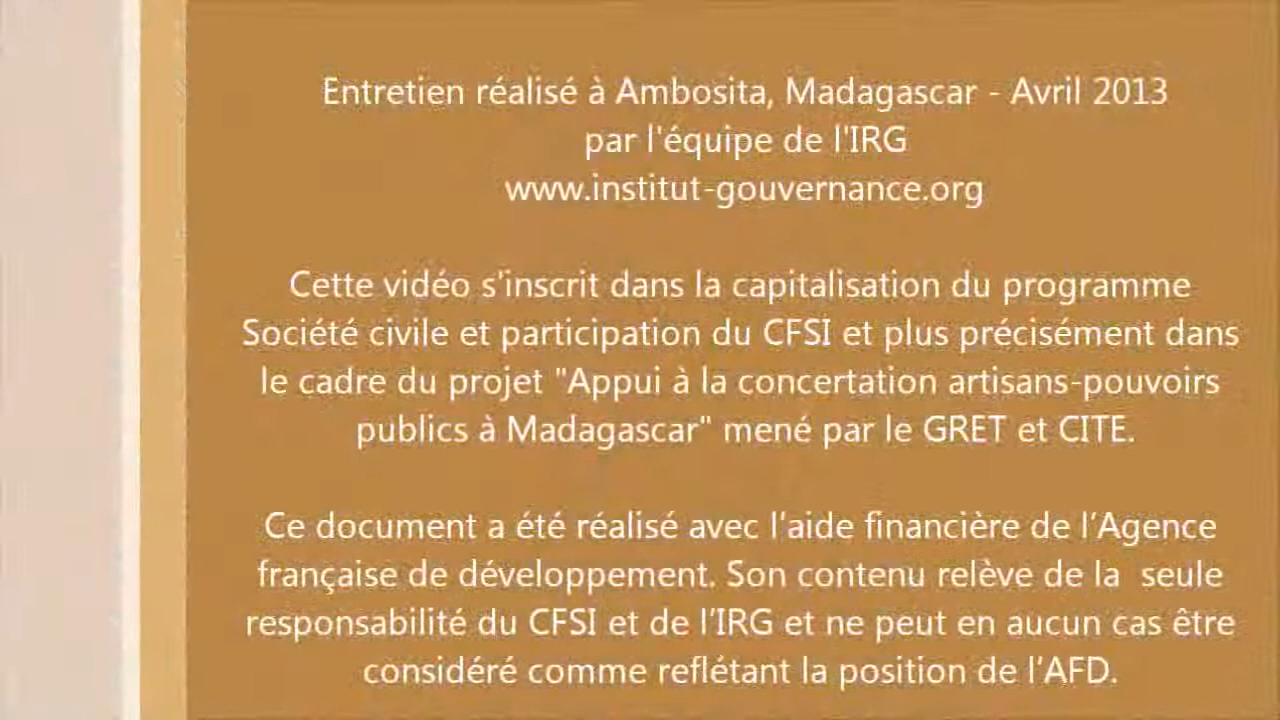 Entretien réalisé à Ambosita, Madagascar - Avril 2013
par l'équipe de l'IRG
www.institut-gouvernance.org
Cette vidéo s'inscrit dans la capitalisation du programme
Société civile et participation du CFSI et plus précisément dans
le cadre du projet "Appui à la concertation artisans-pouvoirs
publics à Madagascar" mené par le GRET et CITE.
Ce document a été réalisé avec l’aide financière de l’Agence
française de développement. Son contenu relève de la  seule
responsabilité du CFSI et de l’IRG et ne peut en aucun cas être
considéré comme reflétant la position de l’AFD.